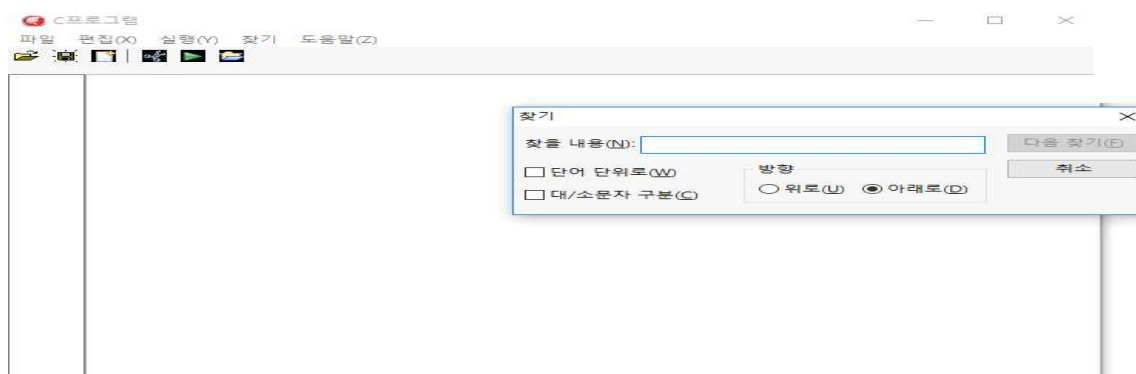 C프로그램
파일 편집(X) 실행(Y) 찾기 도움말(Z)
찾기
찾을 내용(N):
다음 찾기(F)
단어 단위로(W)
방향
취소
대/소문자 구분(C)
위로(U) 아래로(D)